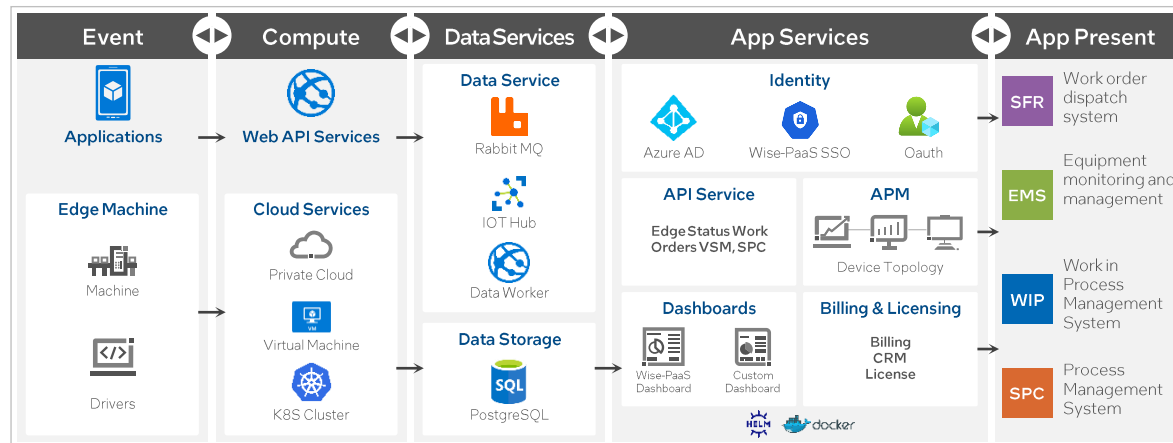 Event
Compute
Data Services
App Services
App Present
Applications
Edge Machine
Machine
Drivers
Web API Services
Cloud Services
Private Cloud
VM
Virtual Machine
K8S Cluster
Data Service
Rabbit MQ
IOT Hub
Data Worker
Data Storage
SQL
PostgreSQL
Identity
Azure AD
Wise-PaaS SSO
Oauth
API Service
Edge Status Work
Orders VSM, SPC
APM
Device Topology
Dashboards
Wise-PaaS
Dashboard
Custom
Dashboard
Billing & Licensing
Billing
CRM
License
HELM
docker
SFR
Work order
dispatch
system
EMS
Equipment
monitoring and
management
WIP
Work in
Process
Management
System
SPC
Process
Management
System